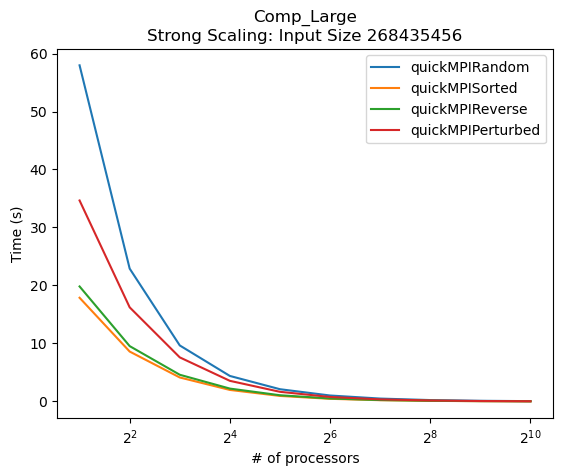 Comp_Large
Strong Scaling: Input Size 268435456
quickMPIRandom
quickMPISorted
quickMPIReverse
quickMPIPerturbed
Time (s)
60
50
40
30
20
10
0
2^2
2^4
2^6
2^8
2^10
# of processors